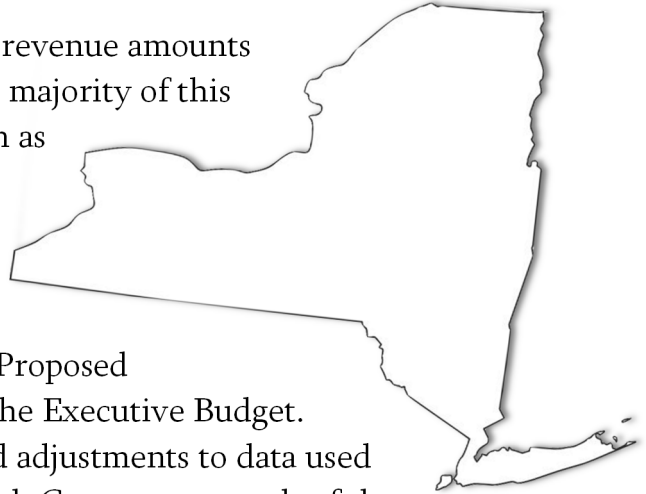 revenue amounts
majority of this
as
Proposed
he Executive Budget.
adjustments to data used